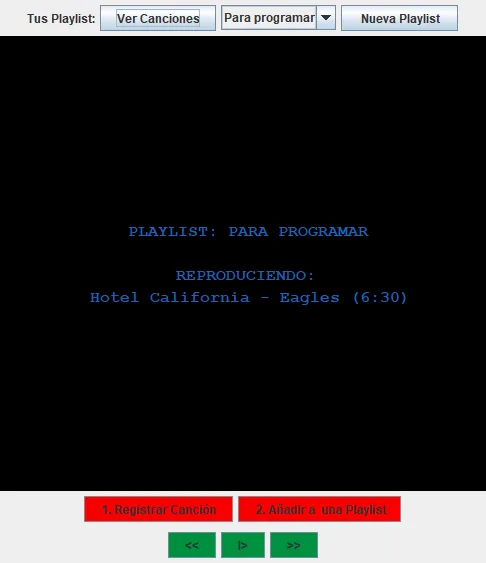 Tus Playlist: Ver Canciones Para programar Nueva Playlist
PLAYLIST: PARA PROGRAMAR
REPRODUCIENDO:
Hotel California - Eagles (6:30)
1. Registrar Canción 2. Añadir a una Playlist
<< |> >>